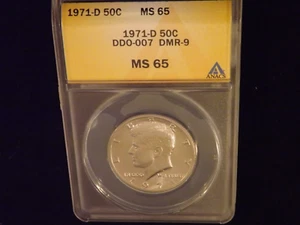 1971-D 50C MS 65
1971-D 50C
DDO-007 DMR-9
MS 65
ANACS
LIBERTY